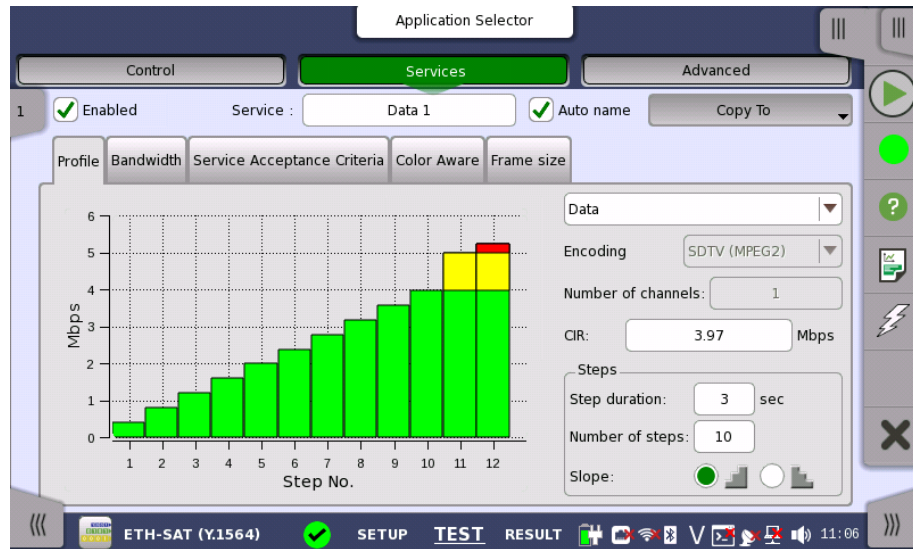 Application Selector
Control Services Advanced
1 Enabled Service : Data 1 Auto name Copy To
Profile Bandwidth Service Acceptance Criteria Color Aware Frame size
Data
Encoding SDTV (MPEG2)
Number of channels: 1
CIR: 3.97 Mbps
Steps
Step duration: 3 sec
Number of steps: 10
Slope:
6
5
4
3
2
1
0
Mbps
1 2 3 4 5 6 7 8 9 10 11 12
Step No.
ETH-SAT (Y.1564) SETUP TEST RESULT V 11:06